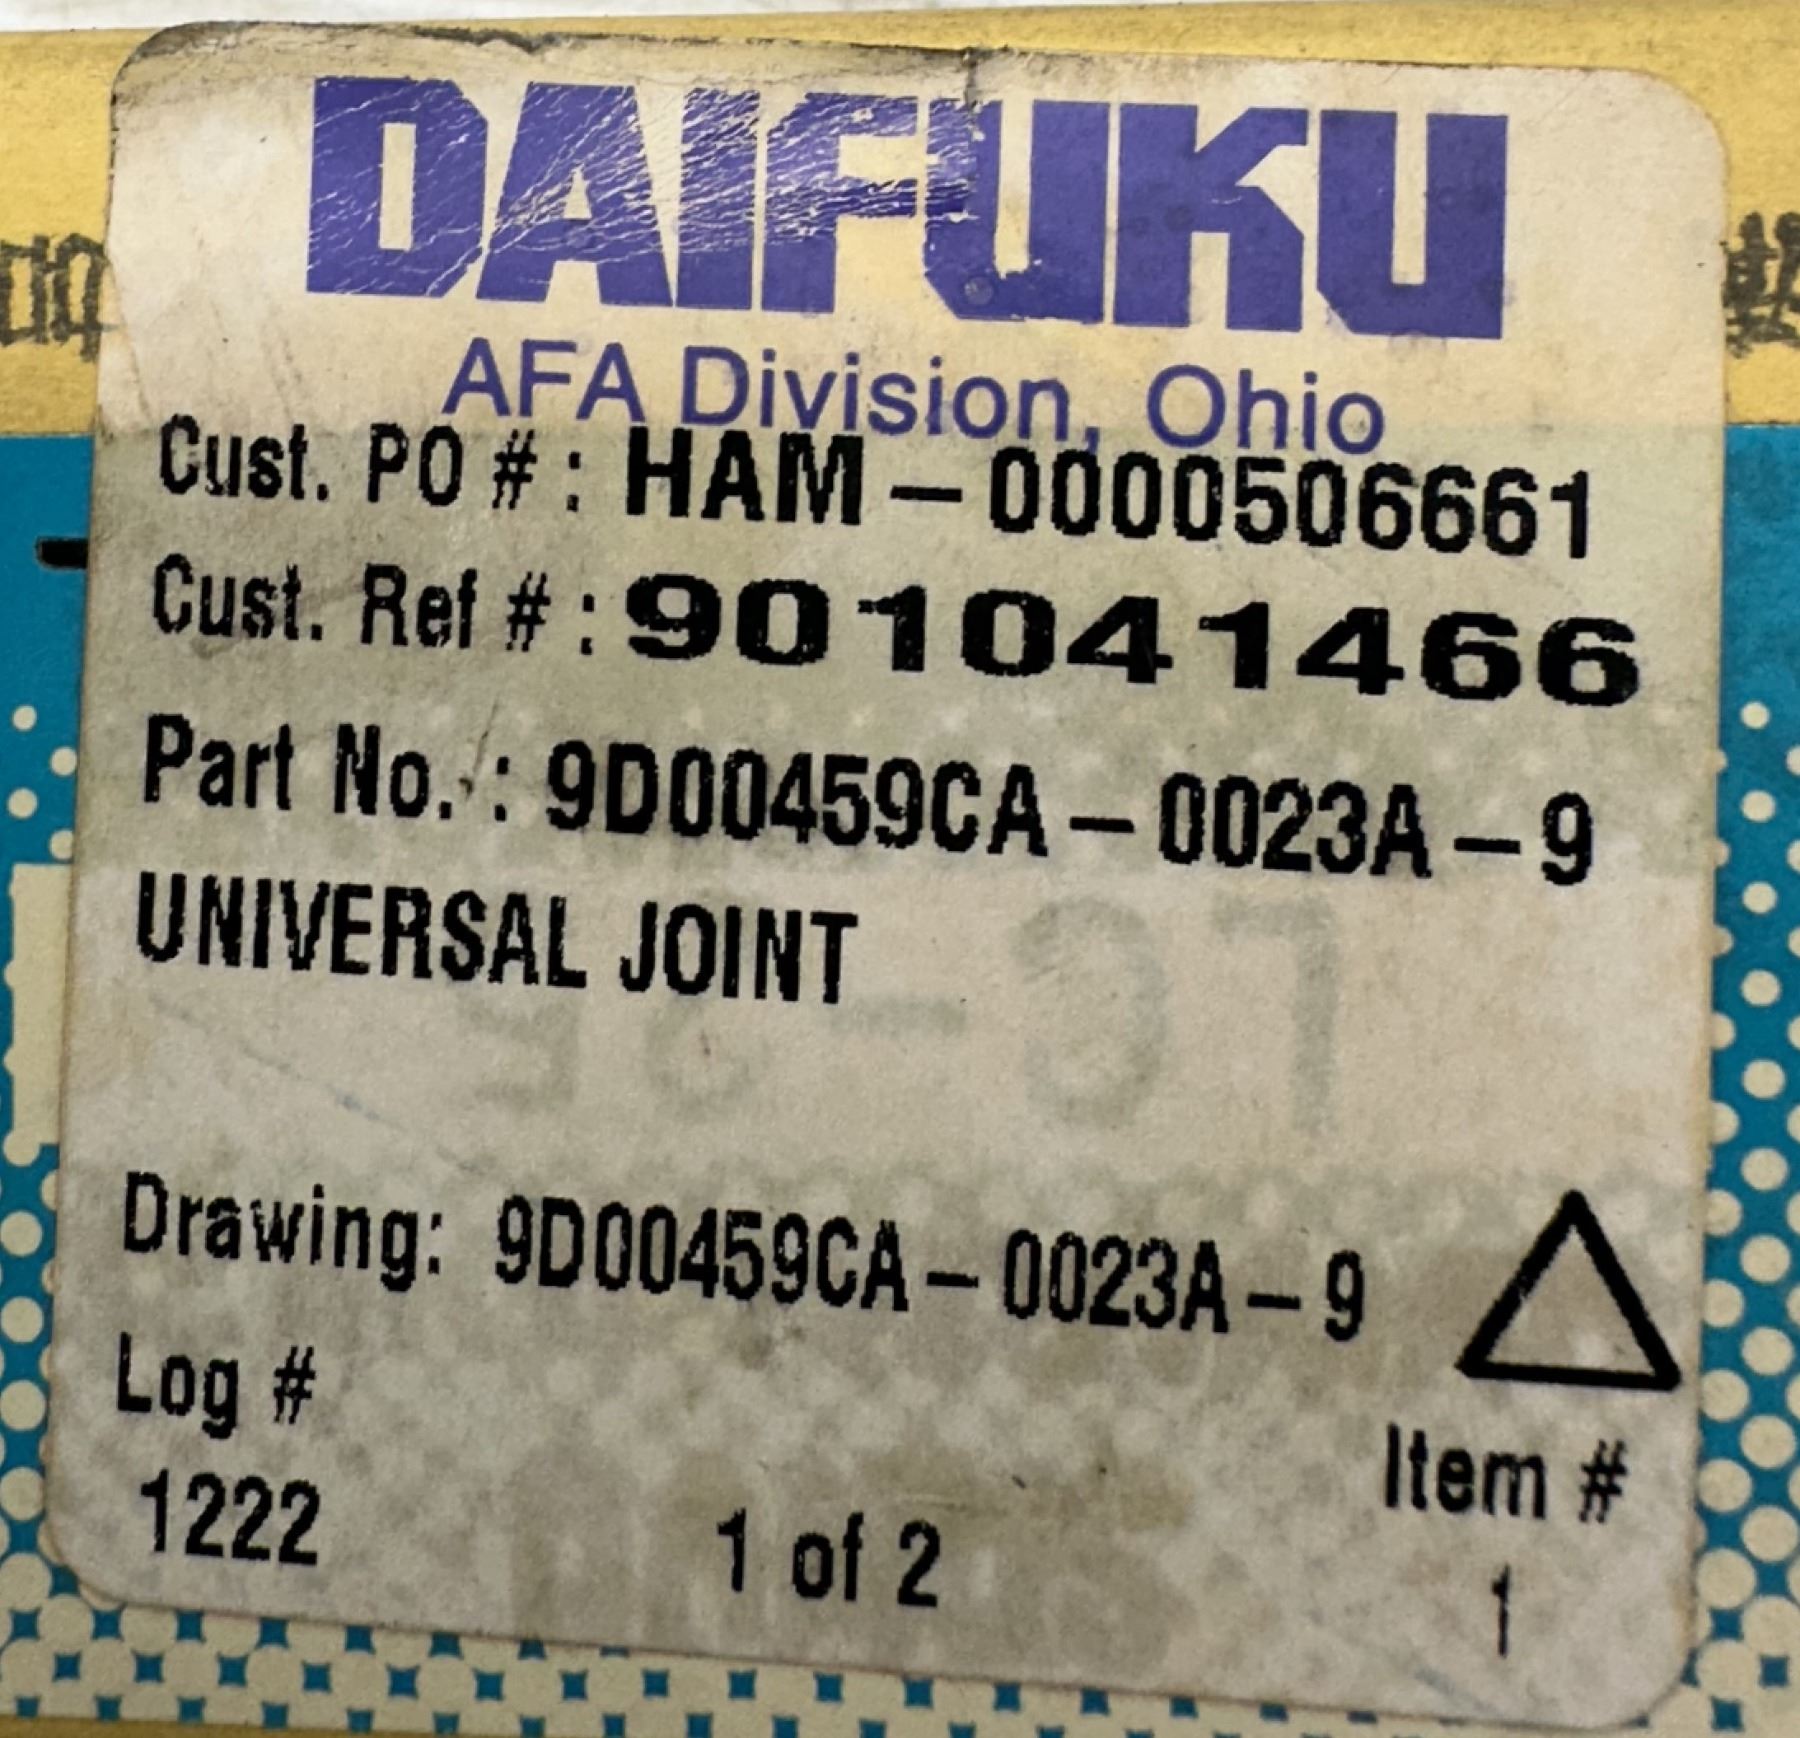 DAIFUKU
AFA Division, Ohio
Cust. PO # : HAM - 0000506661
Cust. Ref # : 901041466
Part No. : 9D00459CA - 0023A - 9
UNIVERSAL JOINT
Drawing: 9D00459CA - 0023A - 9
Log #
Item #
1222
1 of 2
1